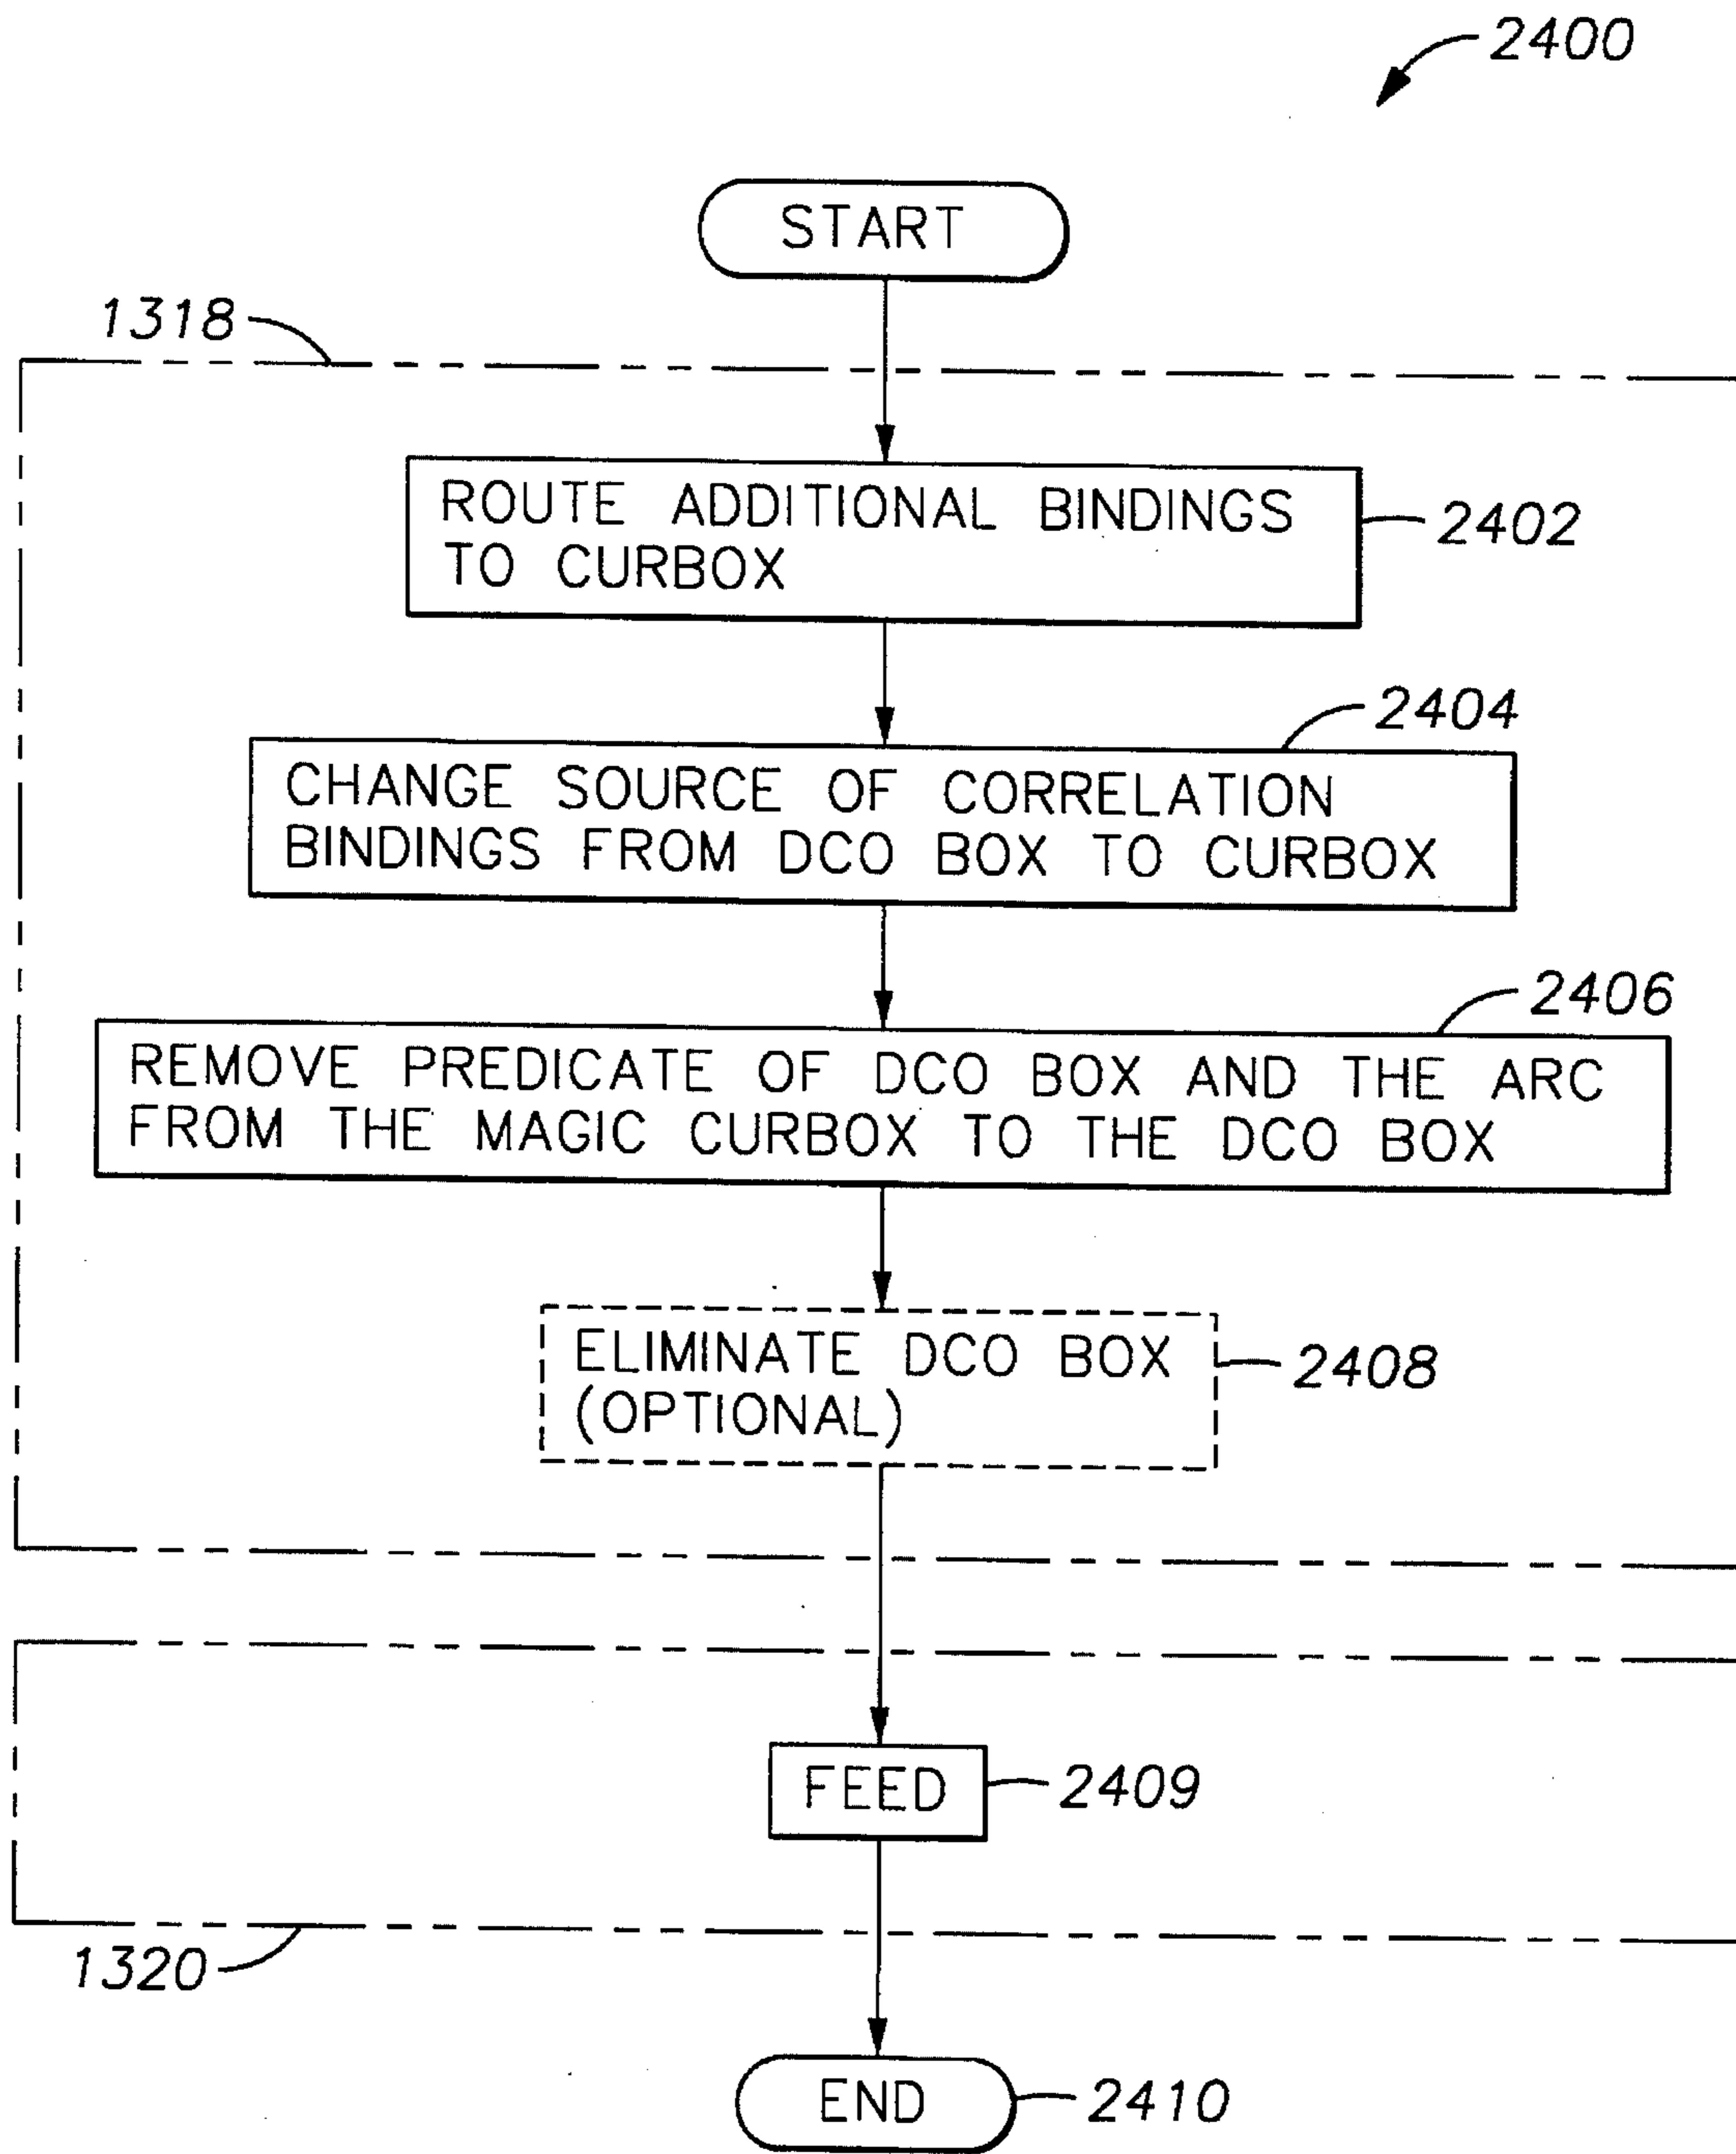 2400
START
1318
ROUTE ADDITIONAL BINDINGS
TO CURBOX
2402
2404
CHANGE SOURCE OF CORRELATION
BINDINGS FROM DCO BOX TO CURBOX
2406
REMOVE PREDICATE OF DCO BOX AND THE ARC
FROM THE MAGIC CURBOX TO THE DCO BOX
ELIMINATE DCO BOX
(OPTIONAL)
2408
FEED
2409
1320
END
2410